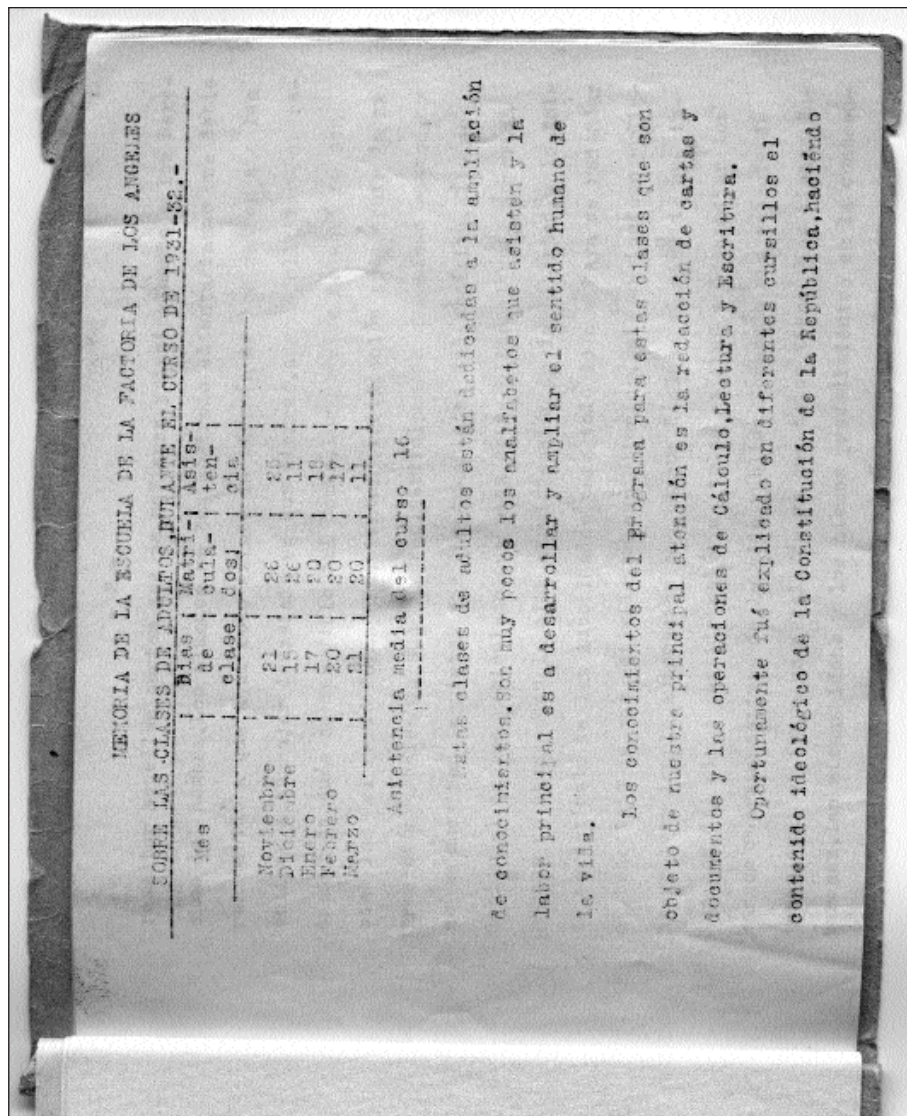 MEMORIA DE LA ESCUELA DE LA FACTORIA DE LOS ANGELES
SOBRE LAS CLASES DE ADULTOS,DURANTE EL CURSO DE 1931-32.-
Mes ¡ Dias ¡ Matri-¡ Asis-¡
¡ de ¡ cula- ¡ ten-
clase¡ dos¡ cia
Noviembre ¡ 21 ¡ 26 ¡ 25 ¡
Diciembre ¡ 15 ¡ 26 ¡ 11 ¡
Enero ¡ 17 ¡ 20 ¡ 18 ¡
Febrero ¡ 20 ¡ 20 ¡ 17 ¡
Marzo ¡ 21 ¡ 20 ¡ 11 ¡
Asistencia media del curso 16
Estas clases de adultos están dedicadas a la ampliación
de conocimientos.Son muy pocos los analfabetos que asisten y la
labor principal es a desarrollar y ampliar el sentido humano de
la vida.
Los conocimientos del programa para estas clases que son
objeto de nuestra principal atención es la redacción de cartas y
documentos y las operaciones de Cálculo,Lectura y Escritura.
Oportunamente fué explicado en diferentes cursillos el
contenido ideológico de la Constitución de la República,haciéndo